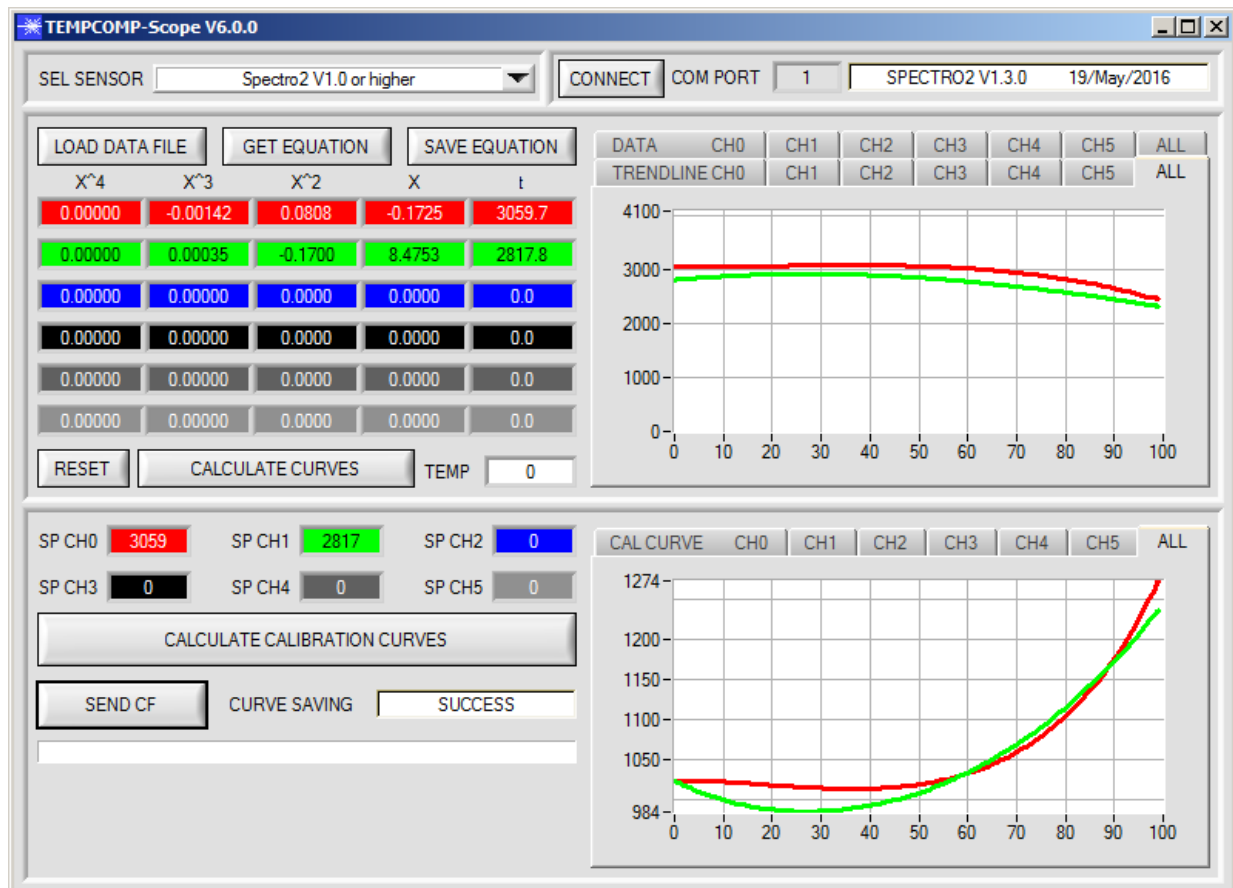 TEMPCOMP-Scope V6.0.0
SEL SENSOR Spectro2 V1.0 or higher CONNECT COM PORT 1 SPECTRO2 V1.3.0 19/May/2016
LOAD DATA FILE GET EQUATION SAVE EQUATION
X^4 X^3 X^2 X t
0.00000 -0.00142 0.0808 -0.1725 3059.7
0.00000 0.00035 -0.1700 8.4753 2817.8
0.00000 0.00000 0.0000 0.0000 0.0
0.00000 0.00000 0.0000 0.0000 0.0
0.00000 0.00000 0.0000 0.0000 0.0
0.00000 0.00000 0.0000 0.0000 0.0
RESET CALCULATE CURVES TEMP 0
DATA CH0 CH1 CH2 CH3 CH4 CH5 ALL
TRENDLINE CH0 CH1 CH2 CH3 CH4 CH5 ALL
4100
3000
2000
1000
0
0 10 20 30 40 50 60 70 80 90 100
SP CH0 3059 SP CH1 2817 SP CH2 0
SP CH3 0 SP CH4 0 SP CH5 0
CALCULATE CALIBRATION CURVES
SEND CF CURVE SAVING SUCCESS
CAL CURVE CH0 CH1 CH2 CH3 CH4 CH5 ALL
1274
1200
1150
1100
1050
984
0 10 20 30 40 50 60 70 80 90 100